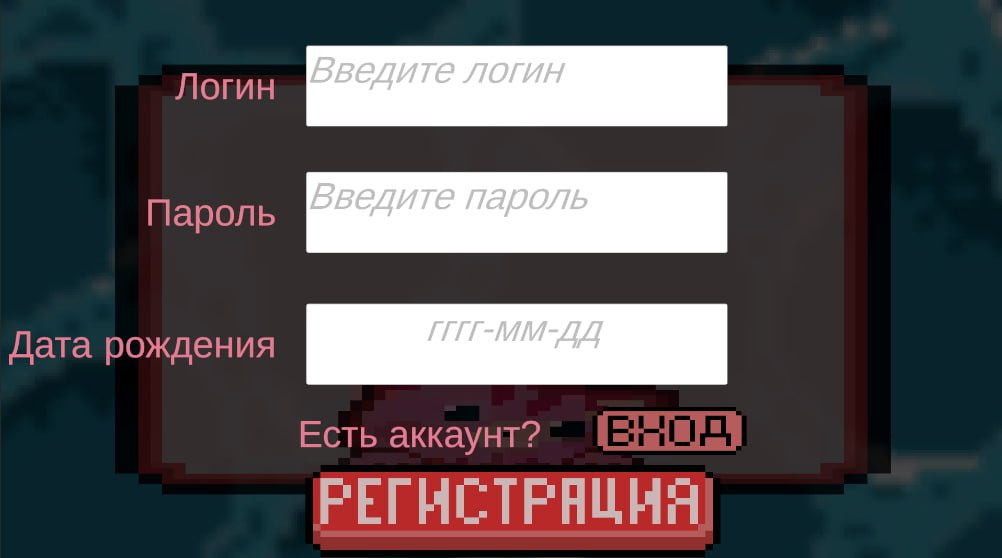 Логин
Введите логин
Пароль
Введите пароль
Дата рождения
гггг-мм-дд
Есть аккаунт? ВХОД
РЕГИСТРАЦИЯ